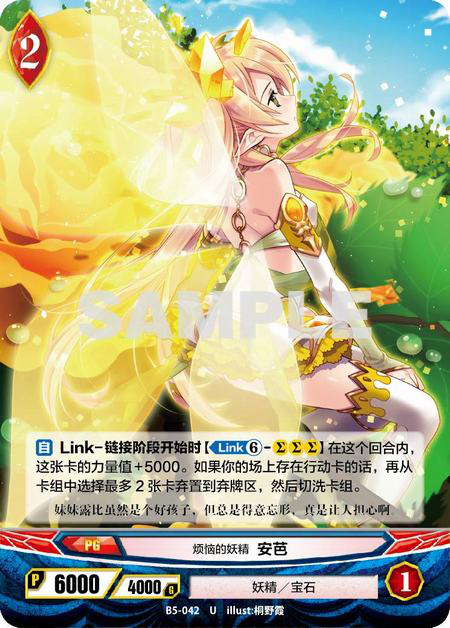 2
SAMPLE
自 Link-链接阶段开始时【Link⑥-ΣΣΣ】在这个回合内，
这张卡的力量值+5000。如果你的场上存在行动卡的话，再从
卡组中选择最多2张卡弃置到弃牌区，然后切洗卡组。
妹妹露比虽然是个好孩子，但总是得意忘形，真是让人担心啊。
PG
烦恼的妖精 安芭
P 6000 / 4000 G
妖精／宝石
1
B5-042 U illust:桐野霞